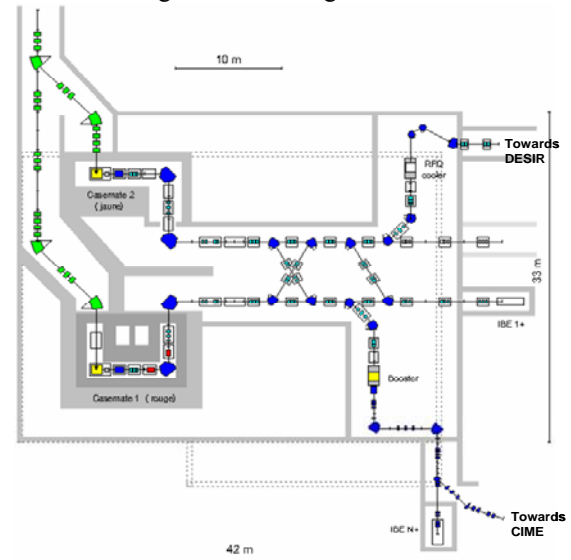 10 m
Towards
DESIR
RFQ
cooler
Casemate 2
( jaune)
33 m
IBE 1+
Booster
Casemate 1 ( rouge)
Towards
CIME
IBE N+
42 m